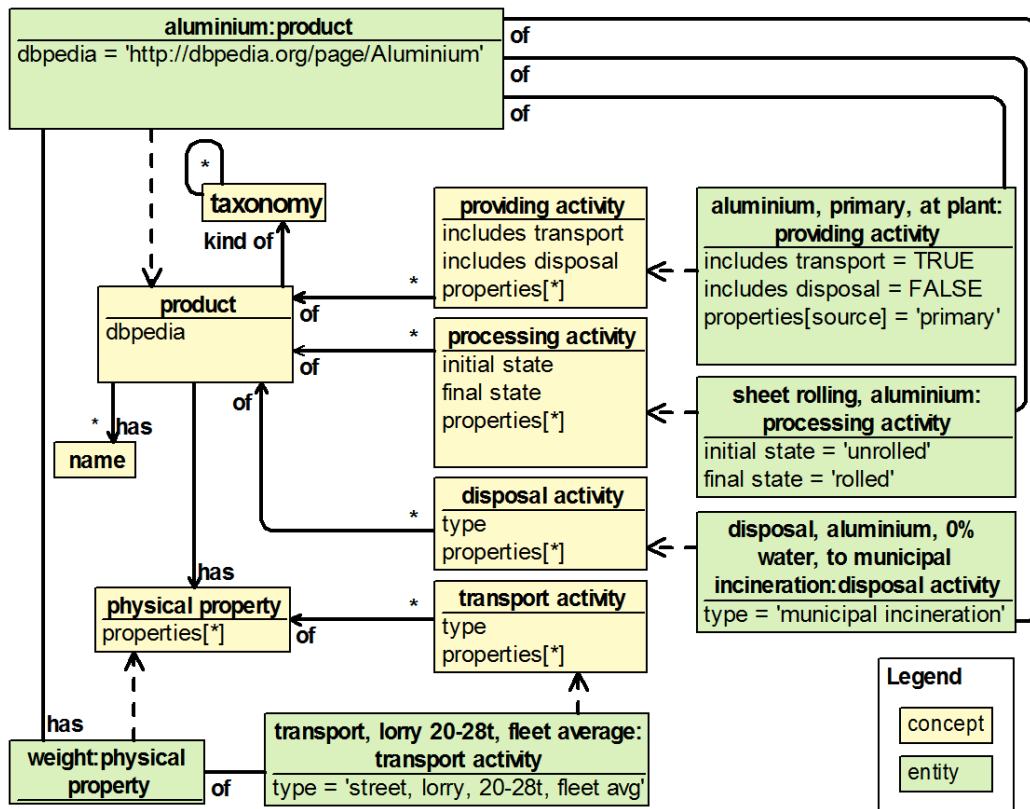 aluminium:product
dbpedia = 'http://dbpedia.org/page/Aluminium'
of
of
of
*
taxonomy
kind of
providing activity
includes transport
includes disposal
properties[*]
aluminium, primary, at plant:
providing activity
includes transport = TRUE
includes disposal = FALSE
properties[source] = 'primary'
product
dbpedia
*
of
*
of
of
processing activity
initial state
final state
properties[*]
sheet rolling, aluminium:
processing activity
initial state = 'unrolled'
final state = 'rolled'
* has
name
disposal activity
type
properties[*]
*
disposal, aluminium, 0%
water, to municipal
incineration:disposal activity
type = 'municipal incineration'
has
physical property
properties[*]
*
of
transport activity
type
properties[*]
Legend
concept
entity
has
weight:physical
property
of
transport, lorry 20-28t, fleet average:
transport activity
type = 'street, lorry, 20-28t, fleet avg'